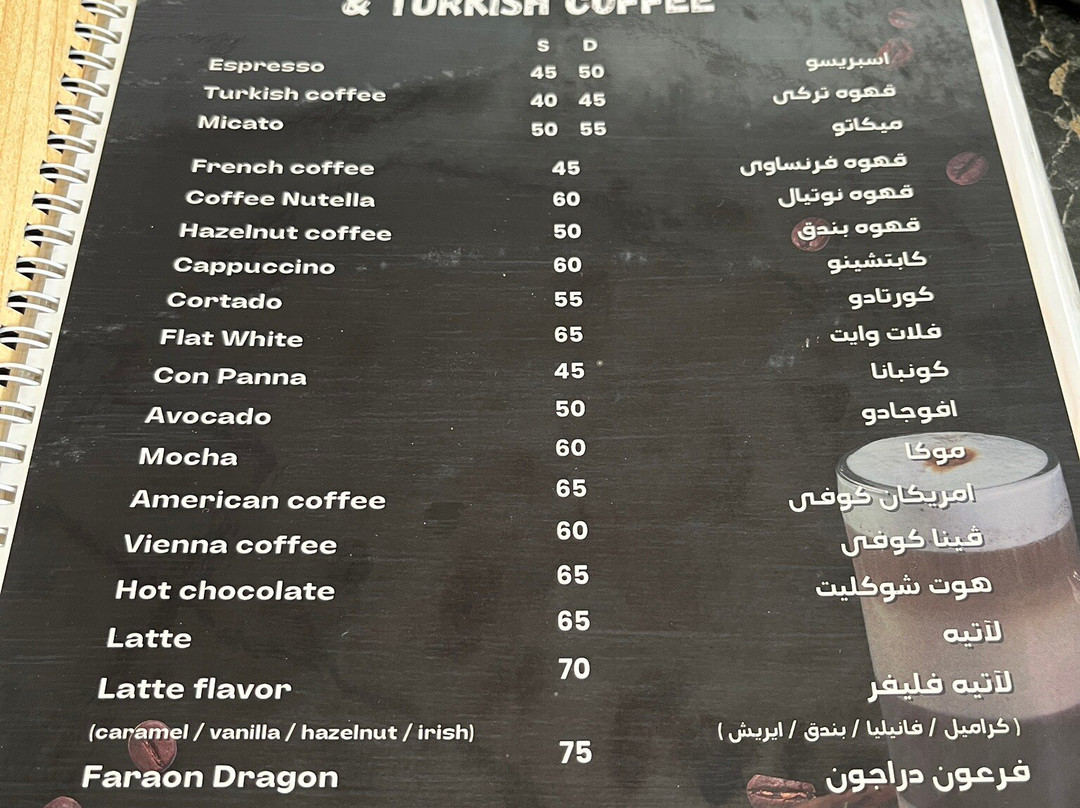 & TURKISH COFFEE
S D
Espresso 45 50 اسبريسو
Turkish coffee 40 45 قهوه تركى
Micato 50 55 ميكاتو
French coffee 45 قهوه فرنساوى
Coffee Nutella 60 قهوه نوتيال
Hazelnut coffee 50 قهوه بندق
Cappuccino 60 كابتشينو
Cortado 55 كورتادو
Flat White 65 فلات وايت
Con Panna 45 كونبانا
Avocado 50 افوجادو
Mocha 60 موكا
American coffee 65 امريكان كوفى
Vienna coffee 60 ڤينا كوفى
Hot chocolate 65 هوت شوكليت
Latte 65 لآتيه
Latte flavor 70 لآتيه فليفر
(caramel / vanilla / hazelnut / irish) (كراميل / فانيليا / بندق / ايريش)
Faraon Dragon 75 فرعون دراجون